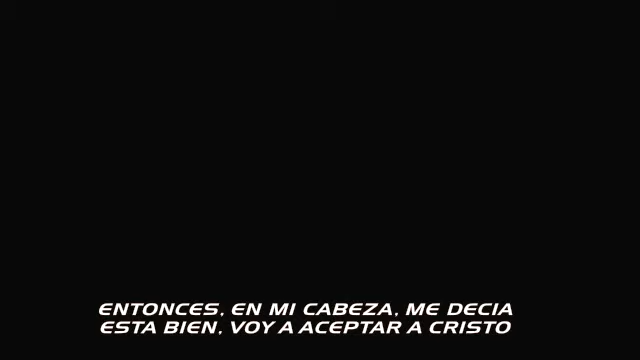 ENTONCES, EN MI CABEZA, ME DECIA
ESTA BIEN, VOY A ACEPTAR A CRISTO